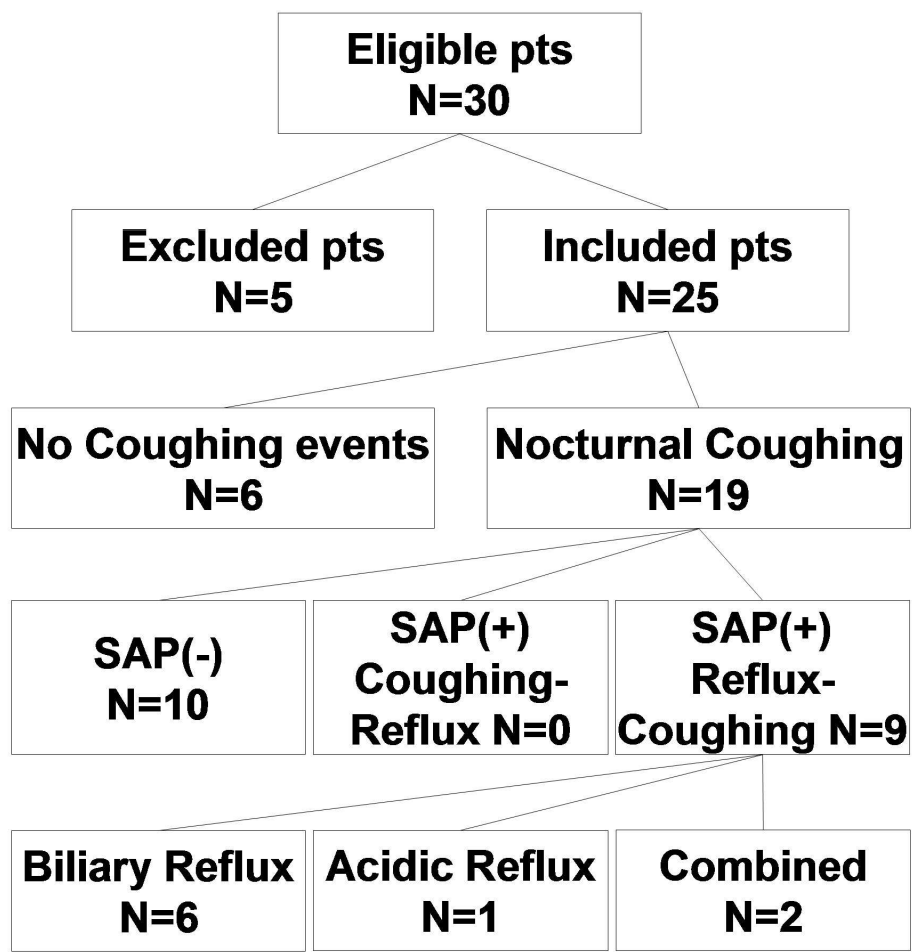 Eligible pts
N=30
Excluded pts
N=5
Included pts
N=25
No Coughing events
N=6
Nocturnal Coughing
N=19
SAP(-)
N=10
SAP(+)
Coughing-
Reflux N=0
SAP(+)
Reflux-
Coughing N=9
Biliary Reflux
N=6
Acidic Reflux
N=1
Combined
N=2